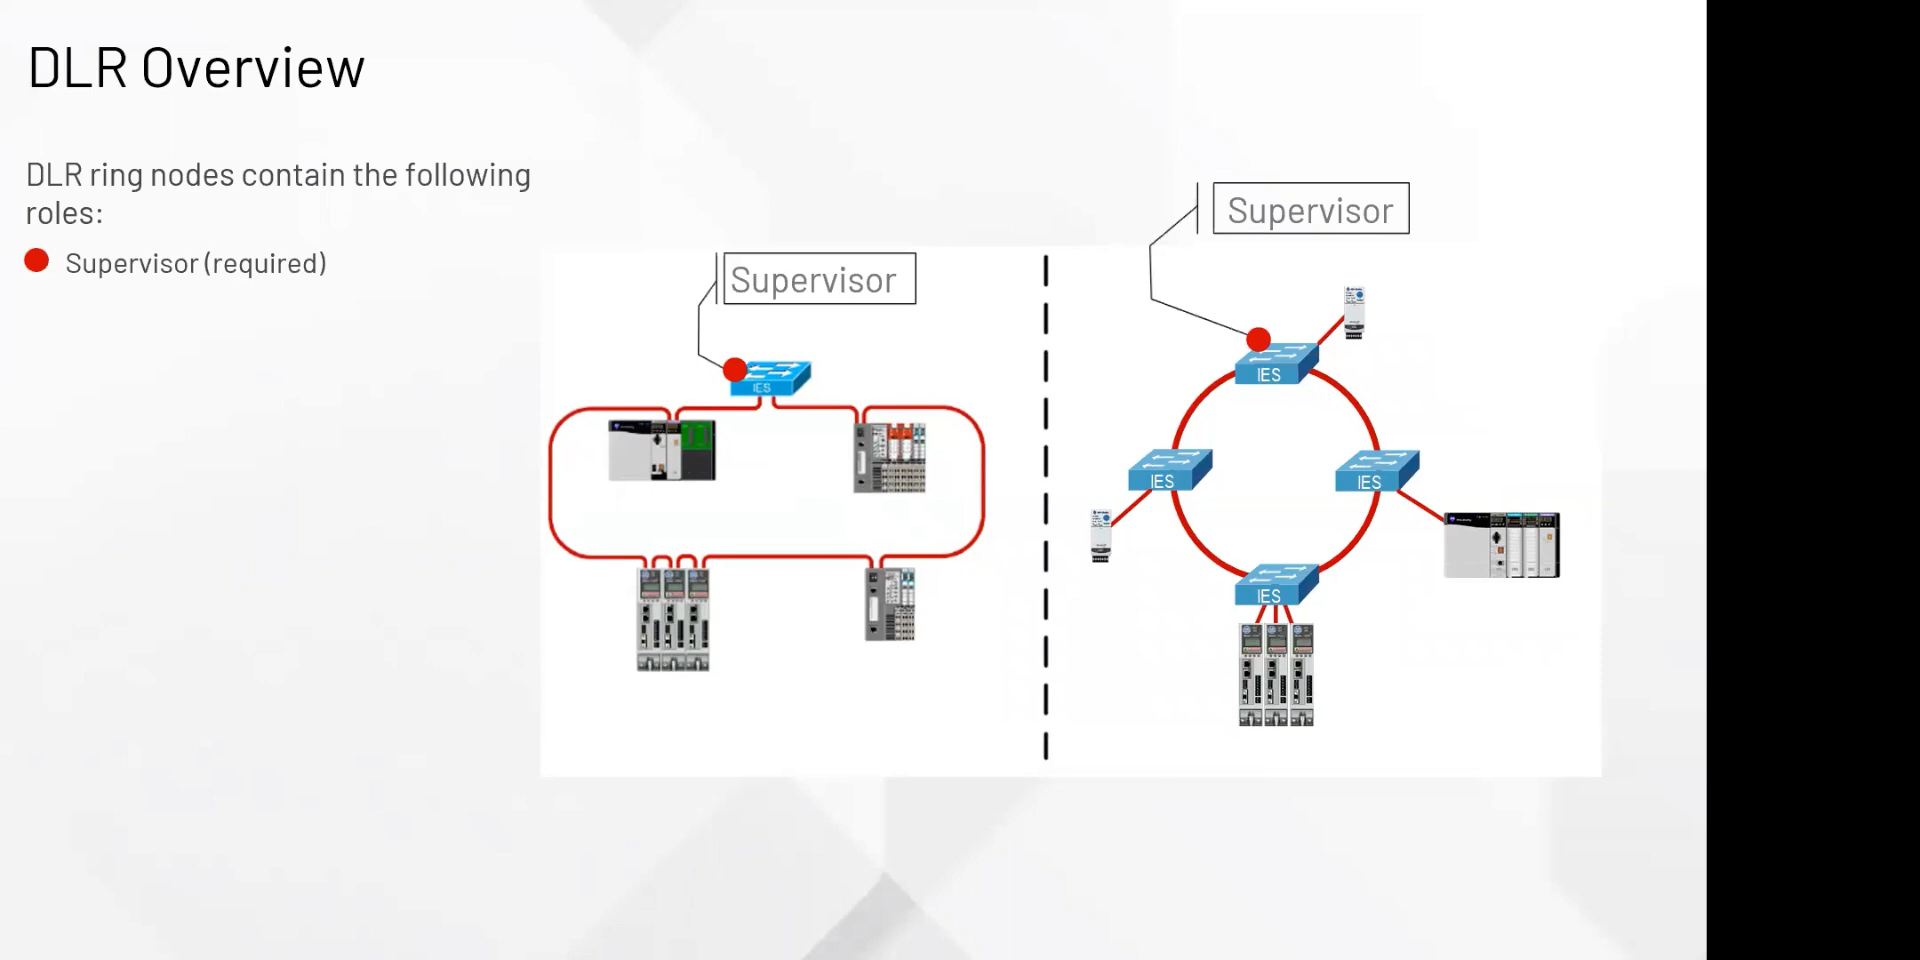 DLR Overview
DLR ring nodes contain the following
roles:
Supervisor (required)
Supervisor
IES
Supervisor
IES
IES
IES
IES